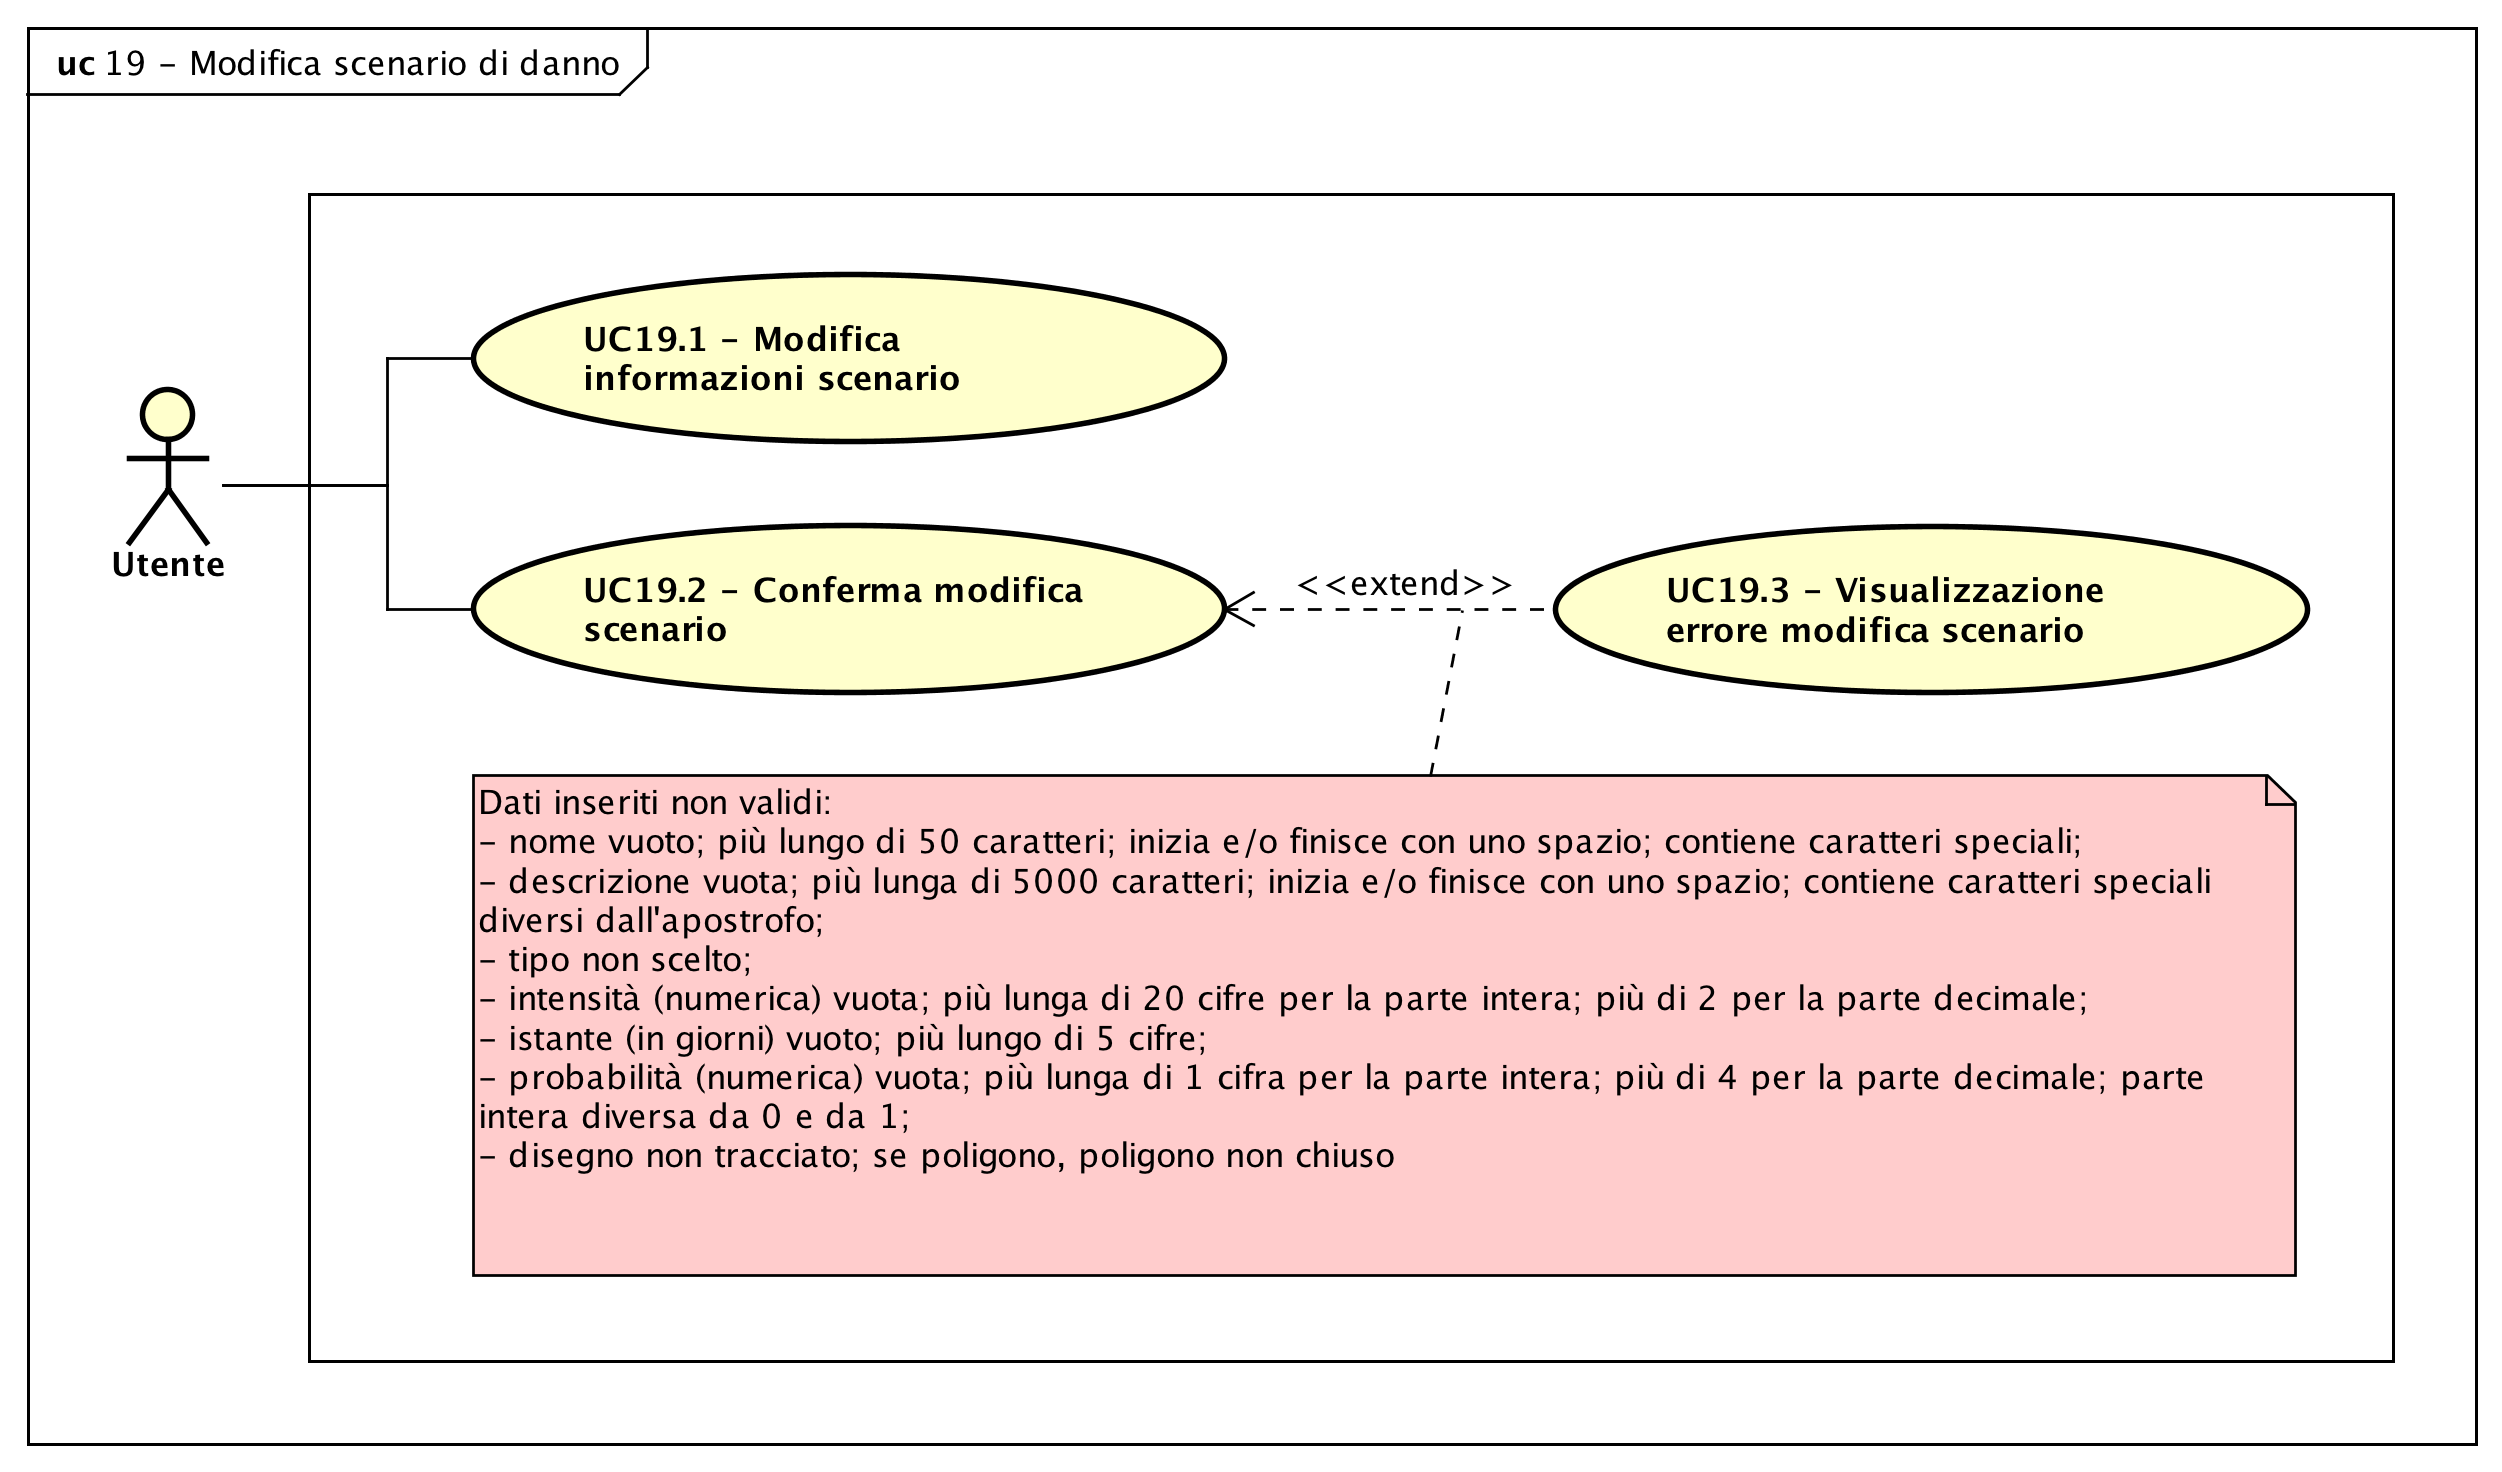 uc 19 – Modifica scenario di danno
UC19.1 – Modifica
informazioni scenario
Utente
UC19.2 – Conferma modifica
scenario
<<extend>>
UC19.3 – Visualizzazione
errore modifica scenario
Dati inseriti non validi:
– nome vuoto; più lungo di 50 caratteri; inizia e/o finisce con uno spazio; contiene caratteri speciali;
– descrizione vuota; più lunga di 5000 caratteri; inizia e/o finisce con uno spazio; contiene caratteri speciali
diversi dall'apostrofo;
– tipo non scelto;
– intensità (numerica) vuota; più lunga di 20 cifre per la parte intera; più di 2 per la parte decimale;
– istante (in giorni) vuoto; più lungo di 5 cifre;
– probabilità (numerica) vuota; più lunga di 1 cifra per la parte intera; più di 4 per la parte decimale; parte
intera diversa da 0 e da 1;
– disegno non tracciato; se poligono, poligono non chiuso